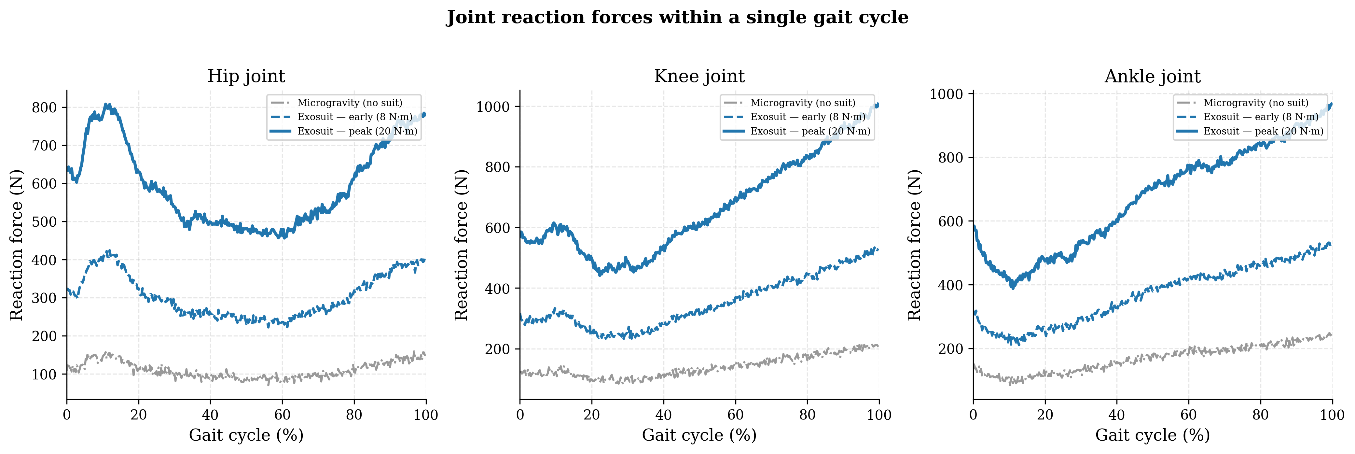 Joint reaction forces within a single gait cycle
Hip joint
Reaction force (N)
800
700
600
500
400
300
200
100
0
20
40
60
80
100
Gait cycle (%)
Microgravity (no suit)
Exosuit — early (8 N·m)
Exosuit — peak (20 N·m)
Knee joint
Reaction force (N)
1000
800
600
400
200
0
20
40
60
80
100
Gait cycle (%)
Microgravity (no suit)
Exosuit — early (8 N·m)
Exosuit — peak (20 N·m)
Ankle joint
Reaction force (N)
1000
800
600
400
200
0
20
40
60
80
100
Gait cycle (%)
Microgravity (no suit)
Exosuit — early (8 N·m)
Exosuit — peak (20 N·m)